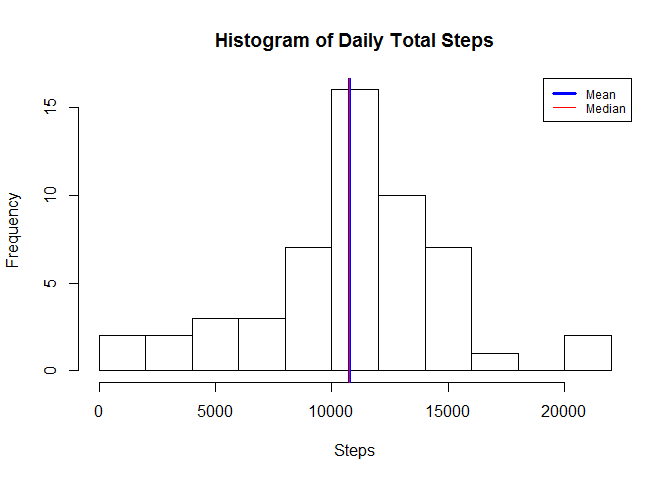 Histogram of Daily Total Steps
Mean
Median
Frequency
15
10
5
0
0 5000 10000 15000 20000
Steps